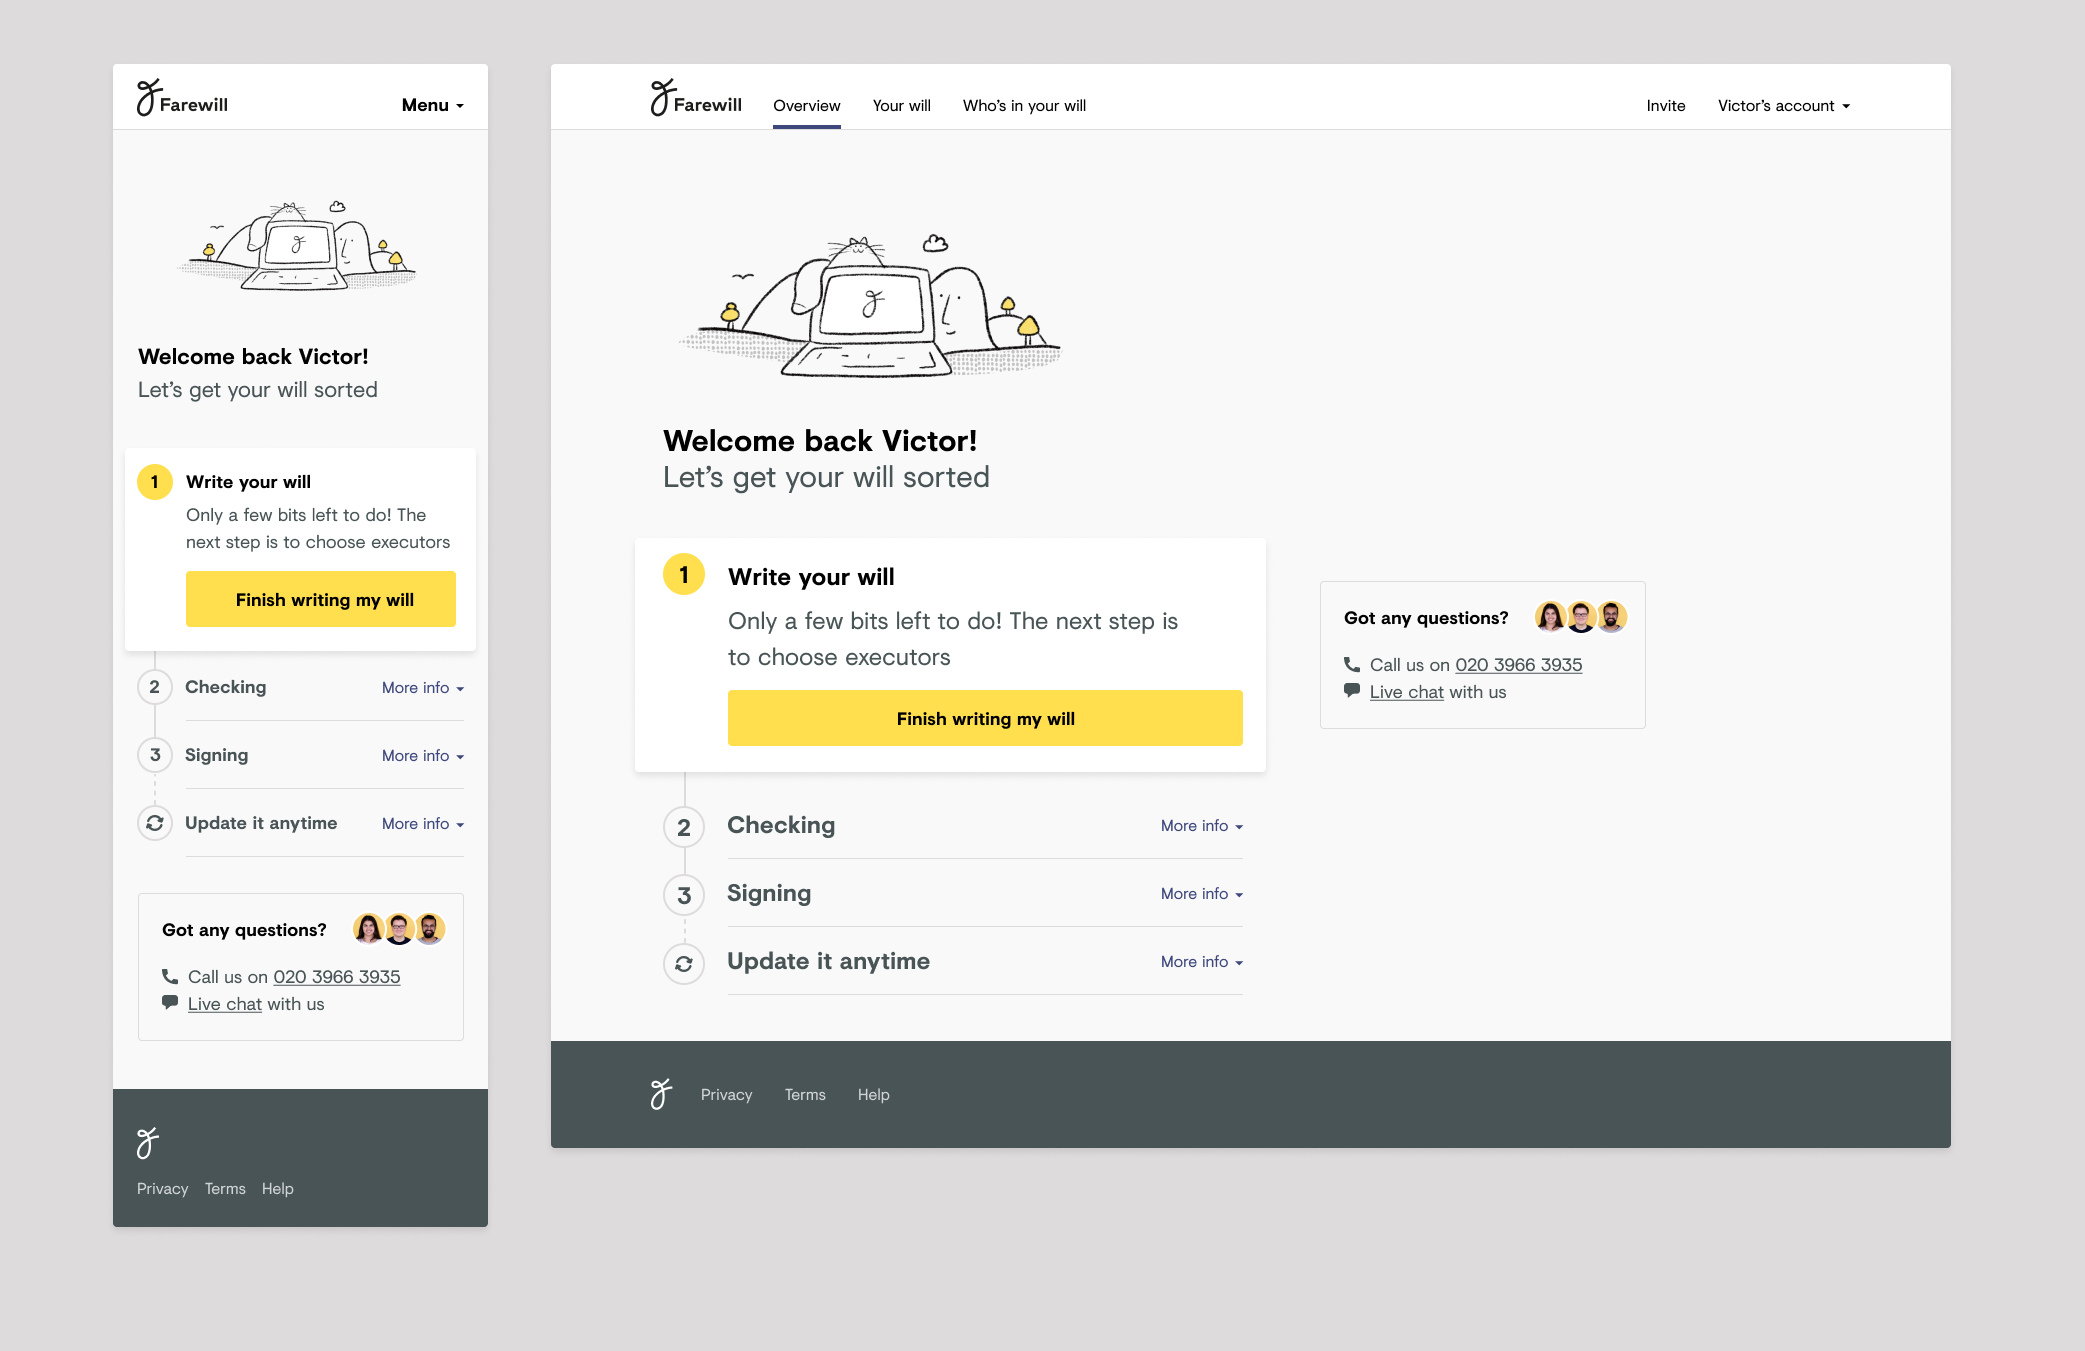 Farewill
Menu
Welcome back Victor!
Let’s get your will sorted
1
Write your will
Only a few bits left to do! The
next step is to choose executors
Finish writing my will
2
Checking
More info
3
Signing
More info
Update it anytime
More info
Got any questions?
Call us on 020 3966 3935
Live chat with us
Privacy Terms Help
Farewill
Overview
Your will
Who’s in your will
Invite
Victor’s account
Welcome back Victor!
Let’s get your will sorted
1
Write your will
Only a few bits left to do! The next step is
to choose executors
Finish writing my will
2
Checking
More info
3
Signing
More info
Update it anytime
More info
Got any questions?
Call us on 020 3966 3935
Live chat with us
Privacy Terms Help